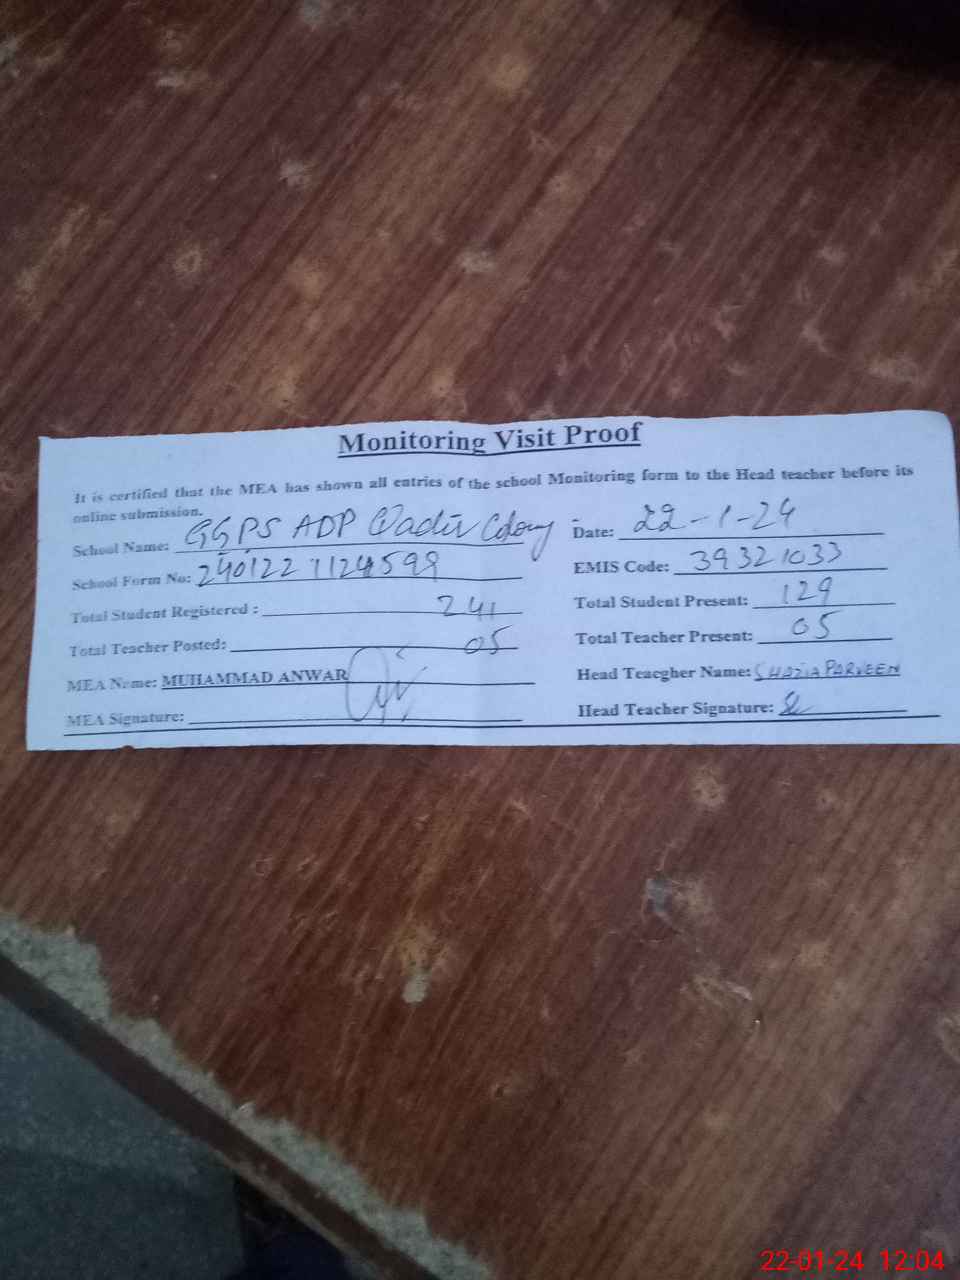 Monitoring Visit Proof
It is certified that the MEA has shown all entries of the school Monitoring form to the Head teacher before its
online submission.
School Name: GGPS ADP Qadir Colony Date: 22-1-24
School Form No: EMIS Code: 39321033
Total Student Registered : 241 Total Student Present: 129
Total Teacher Posted: 05 Total Teacher Present: 05
MEA Name: MUHAMMAD ANWAR Head Teacgher Name: SHAZIA PARVEEN
MEA Signature: Head Teacher Signature:
22-01-24 12:04